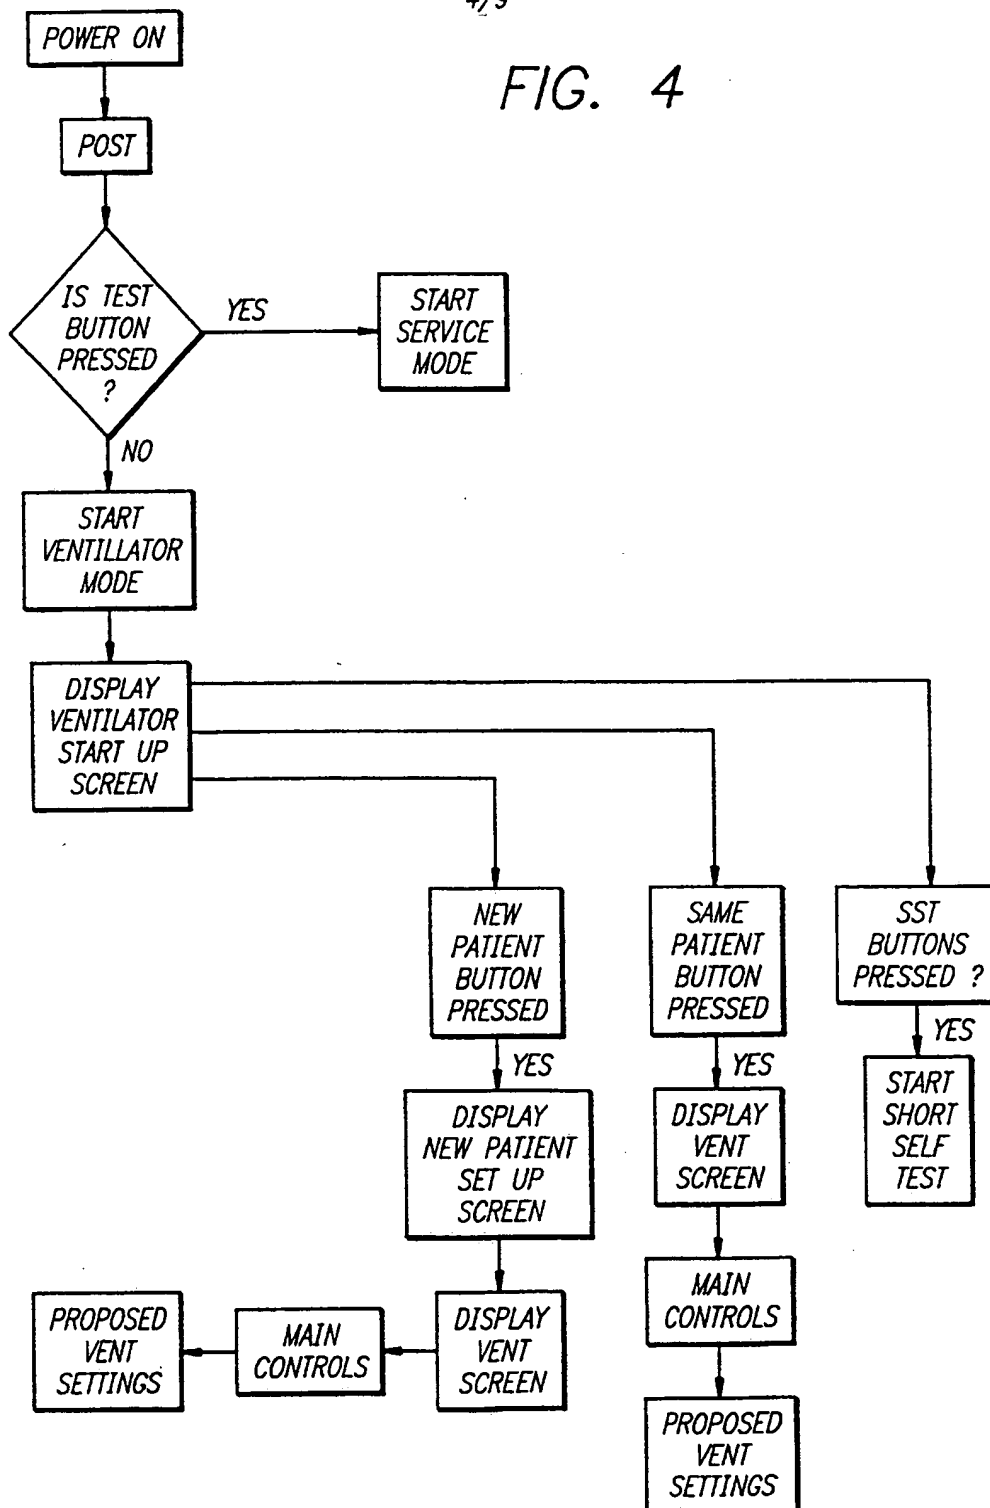 4/9
POWER ON
FIG. 4
POST
IS TEST
BUTTON
PRESSED
?
YES
START
SERVICE
MODE
NO
START
VENTILLATOR
MODE
DISPLAY
VENTILATOR
START UP
SCREEN
NEW
PATIENT
BUTTON
PRESSED
SAME
PATIENT
BUTTON
PRESSED
SST
BUTTONS
PRESSED ?
YES
YES
YES
DISPLAY
NEW PATIENT
SET UP
SCREEN
DISPLAY
VENT
SCREEN
START
SHORT
SELF
TEST
PROPOSED
VENT
SETTINGS
MAIN
CONTROLS
DISPLAY
VENT
SCREEN
MAIN
CONTROLS
PROPOSED
VENT
SETTINGS